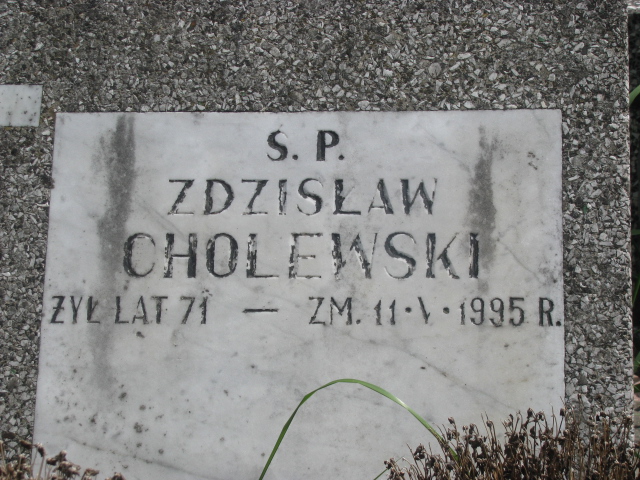 S. P.
ZDZISŁAW
CHOLEWSKI
ŻYŁ LAT 71 — ZM. 11·V·1995 R.